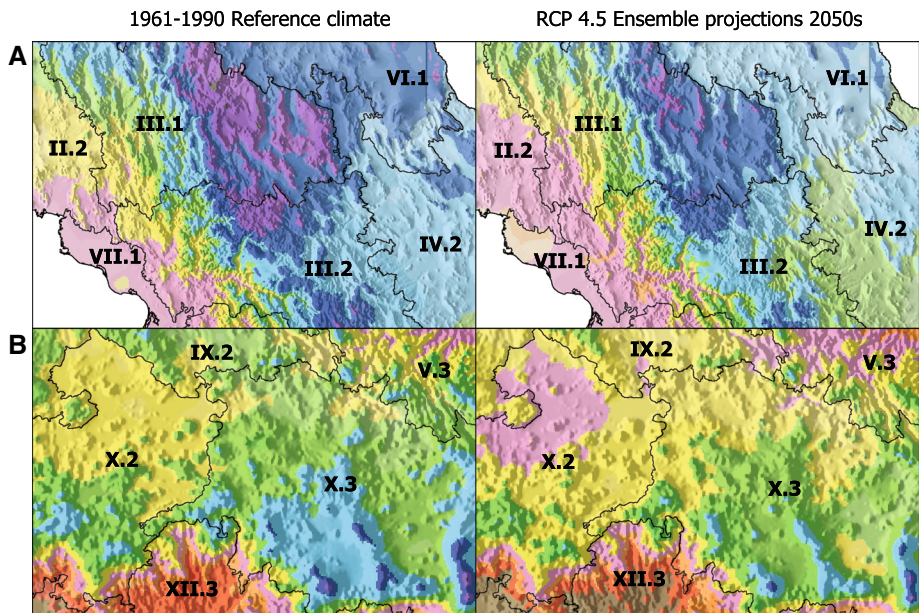 1961-1990 Reference climate
RCP 4.5 Ensemble projections 2050s
A
VI.1
III.1
II.2
IV.2
VII.1
III.2
VI.1
III.1
II.2
IV.2
VII.1
III.2
B
IX.2
V.3
X.2
X.3
XII.3
IX.2
V.3
X.2
X.3
XII.3